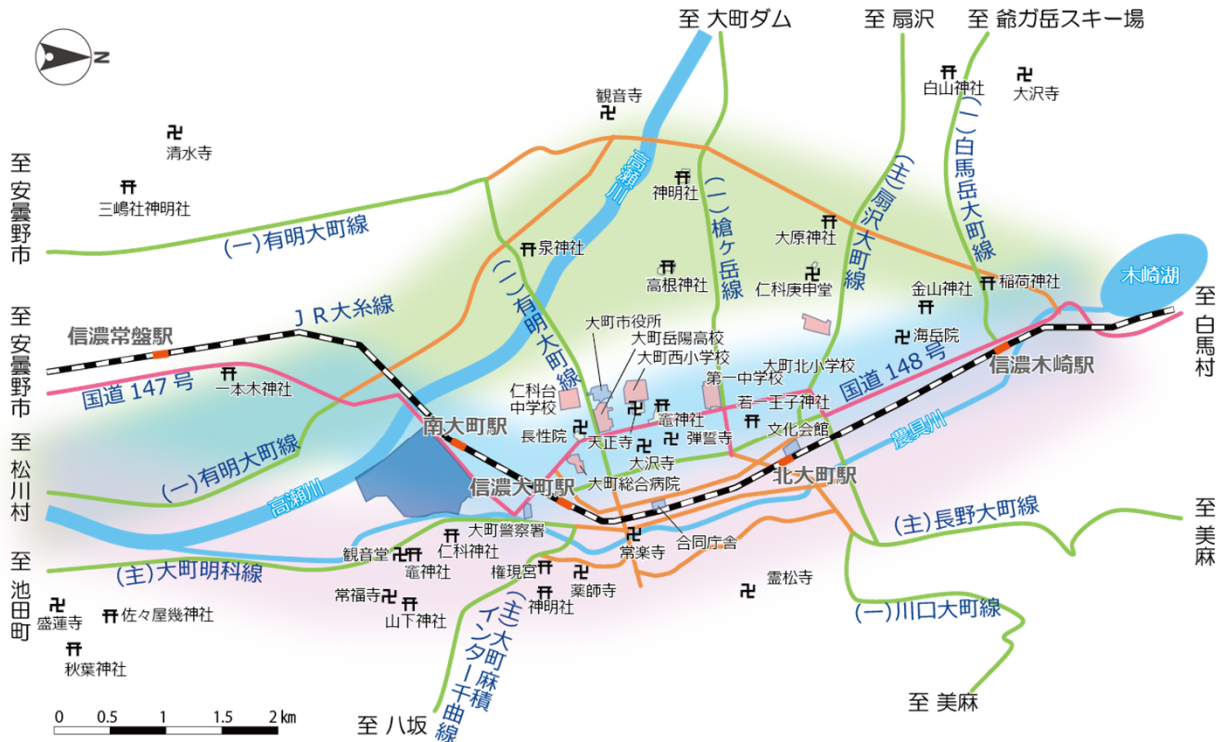 至 大町ダム
至 扇沢
至 爺ガ岳スキー場
N
観音寺
白山神社
大沢寺
清水寺
高瀬川
(一)白馬岳大町線
至 安曇野市
三嶋社神明社
神明社
(一)槍ヶ岳線
(主)扇沢大町線
(一)有明大町線
泉神社
大原神社
高根神社
仁科庚申堂
金山神社
稲荷神社
木崎湖
至 白馬村
ＪＲ大糸線
(一)有明大町線
至 安曇野市
信濃常盤駅
大町市役所
大町岳陽高校
大町西小学校
海岳院
国道 148 号
信濃木崎駅
大町北小学校
国道 147 号
一本木神社
仁科台
中学校
第一中学校
竈神社
若一王子神社
南大町駅
長性院
天正寺
弾誓寺
文化会館
農具川
至 松川村
(一)有明大町線
大沢寺
信濃大町駅
大町総合病院
北大町駅
高瀬川
大町警察署
合同庁舎
(主)長野大町線
至 美麻
至 池田町
(主)大町明科線
観音堂
竈神社
仁科神社
常楽寺
権現宮
薬師寺
霊松寺
常福寺
山下神社
神明社
(一)川口大町線
盛蓮寺
佐々屋幾神社
(主)大町麻績
インター千曲線
秋葉神社
至 美麻
至 八坂
0 0.5 1 1.5 2 km